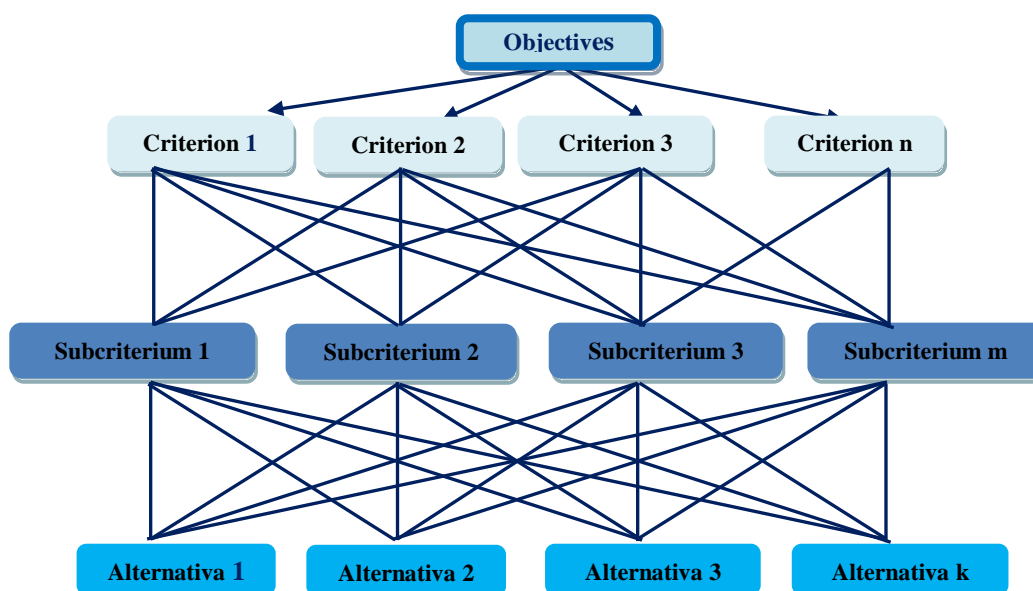 Objectives
Criterion 1
Criterion 2
Criterion 3
Criterion n
Subcriterium 1
Subcriterium 2
Subcriterium 3
Subcriterium m
Alternativa 1
Alternativa 2
Alternativa 3
Alternativa k